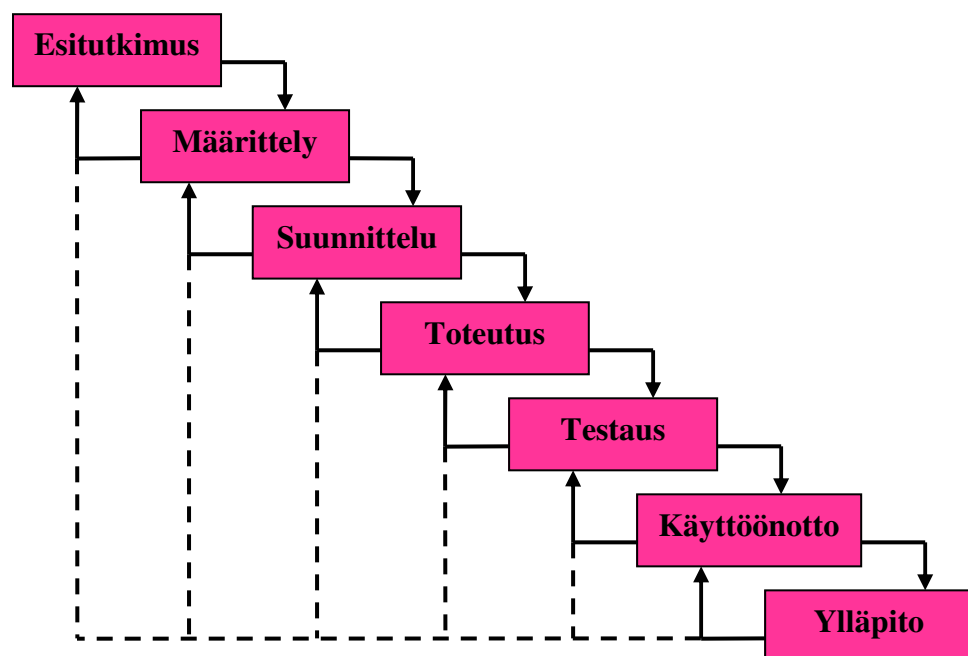 Esitutkimus
Määrittely
Suunnittelu
Toteutus
Testaus
Käyttöönotto
Ylläpito